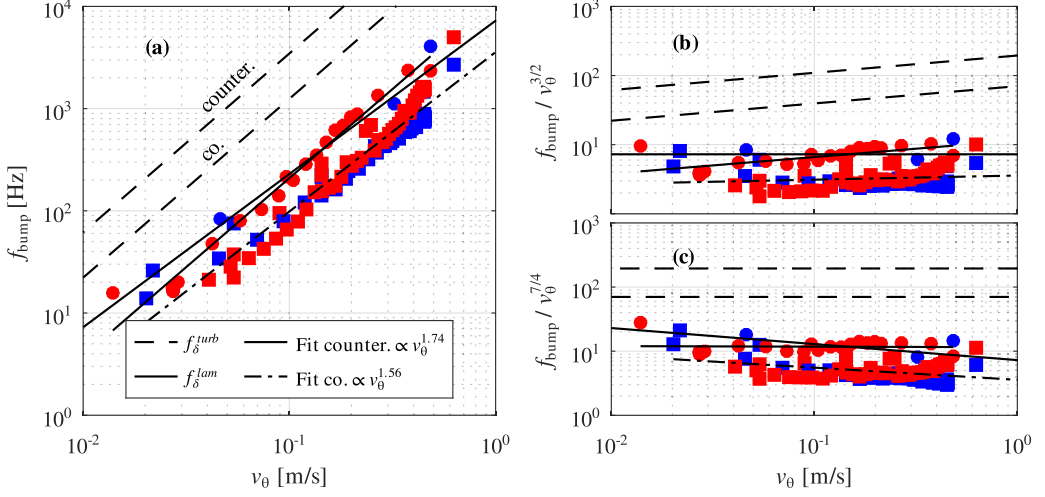 (a)
counter.
co.
10^4
10^3
10^2
10^1
10^0
f_bump [Hz]
f_δ^turb
Fit counter. ∝ v_θ^1.74
f_δ^lam
Fit co. ∝ v_θ^1.56
10^-2
10^-1
10^0
v_θ [m/s]
(b)
10^3
10^2
10^1
10^0
f_bump / v_θ^3/2
(c)
10^3
10^2
10^1
10^0
f_bump / v_θ^7/4
10^-2
10^-1
10^0
v_θ [m/s]